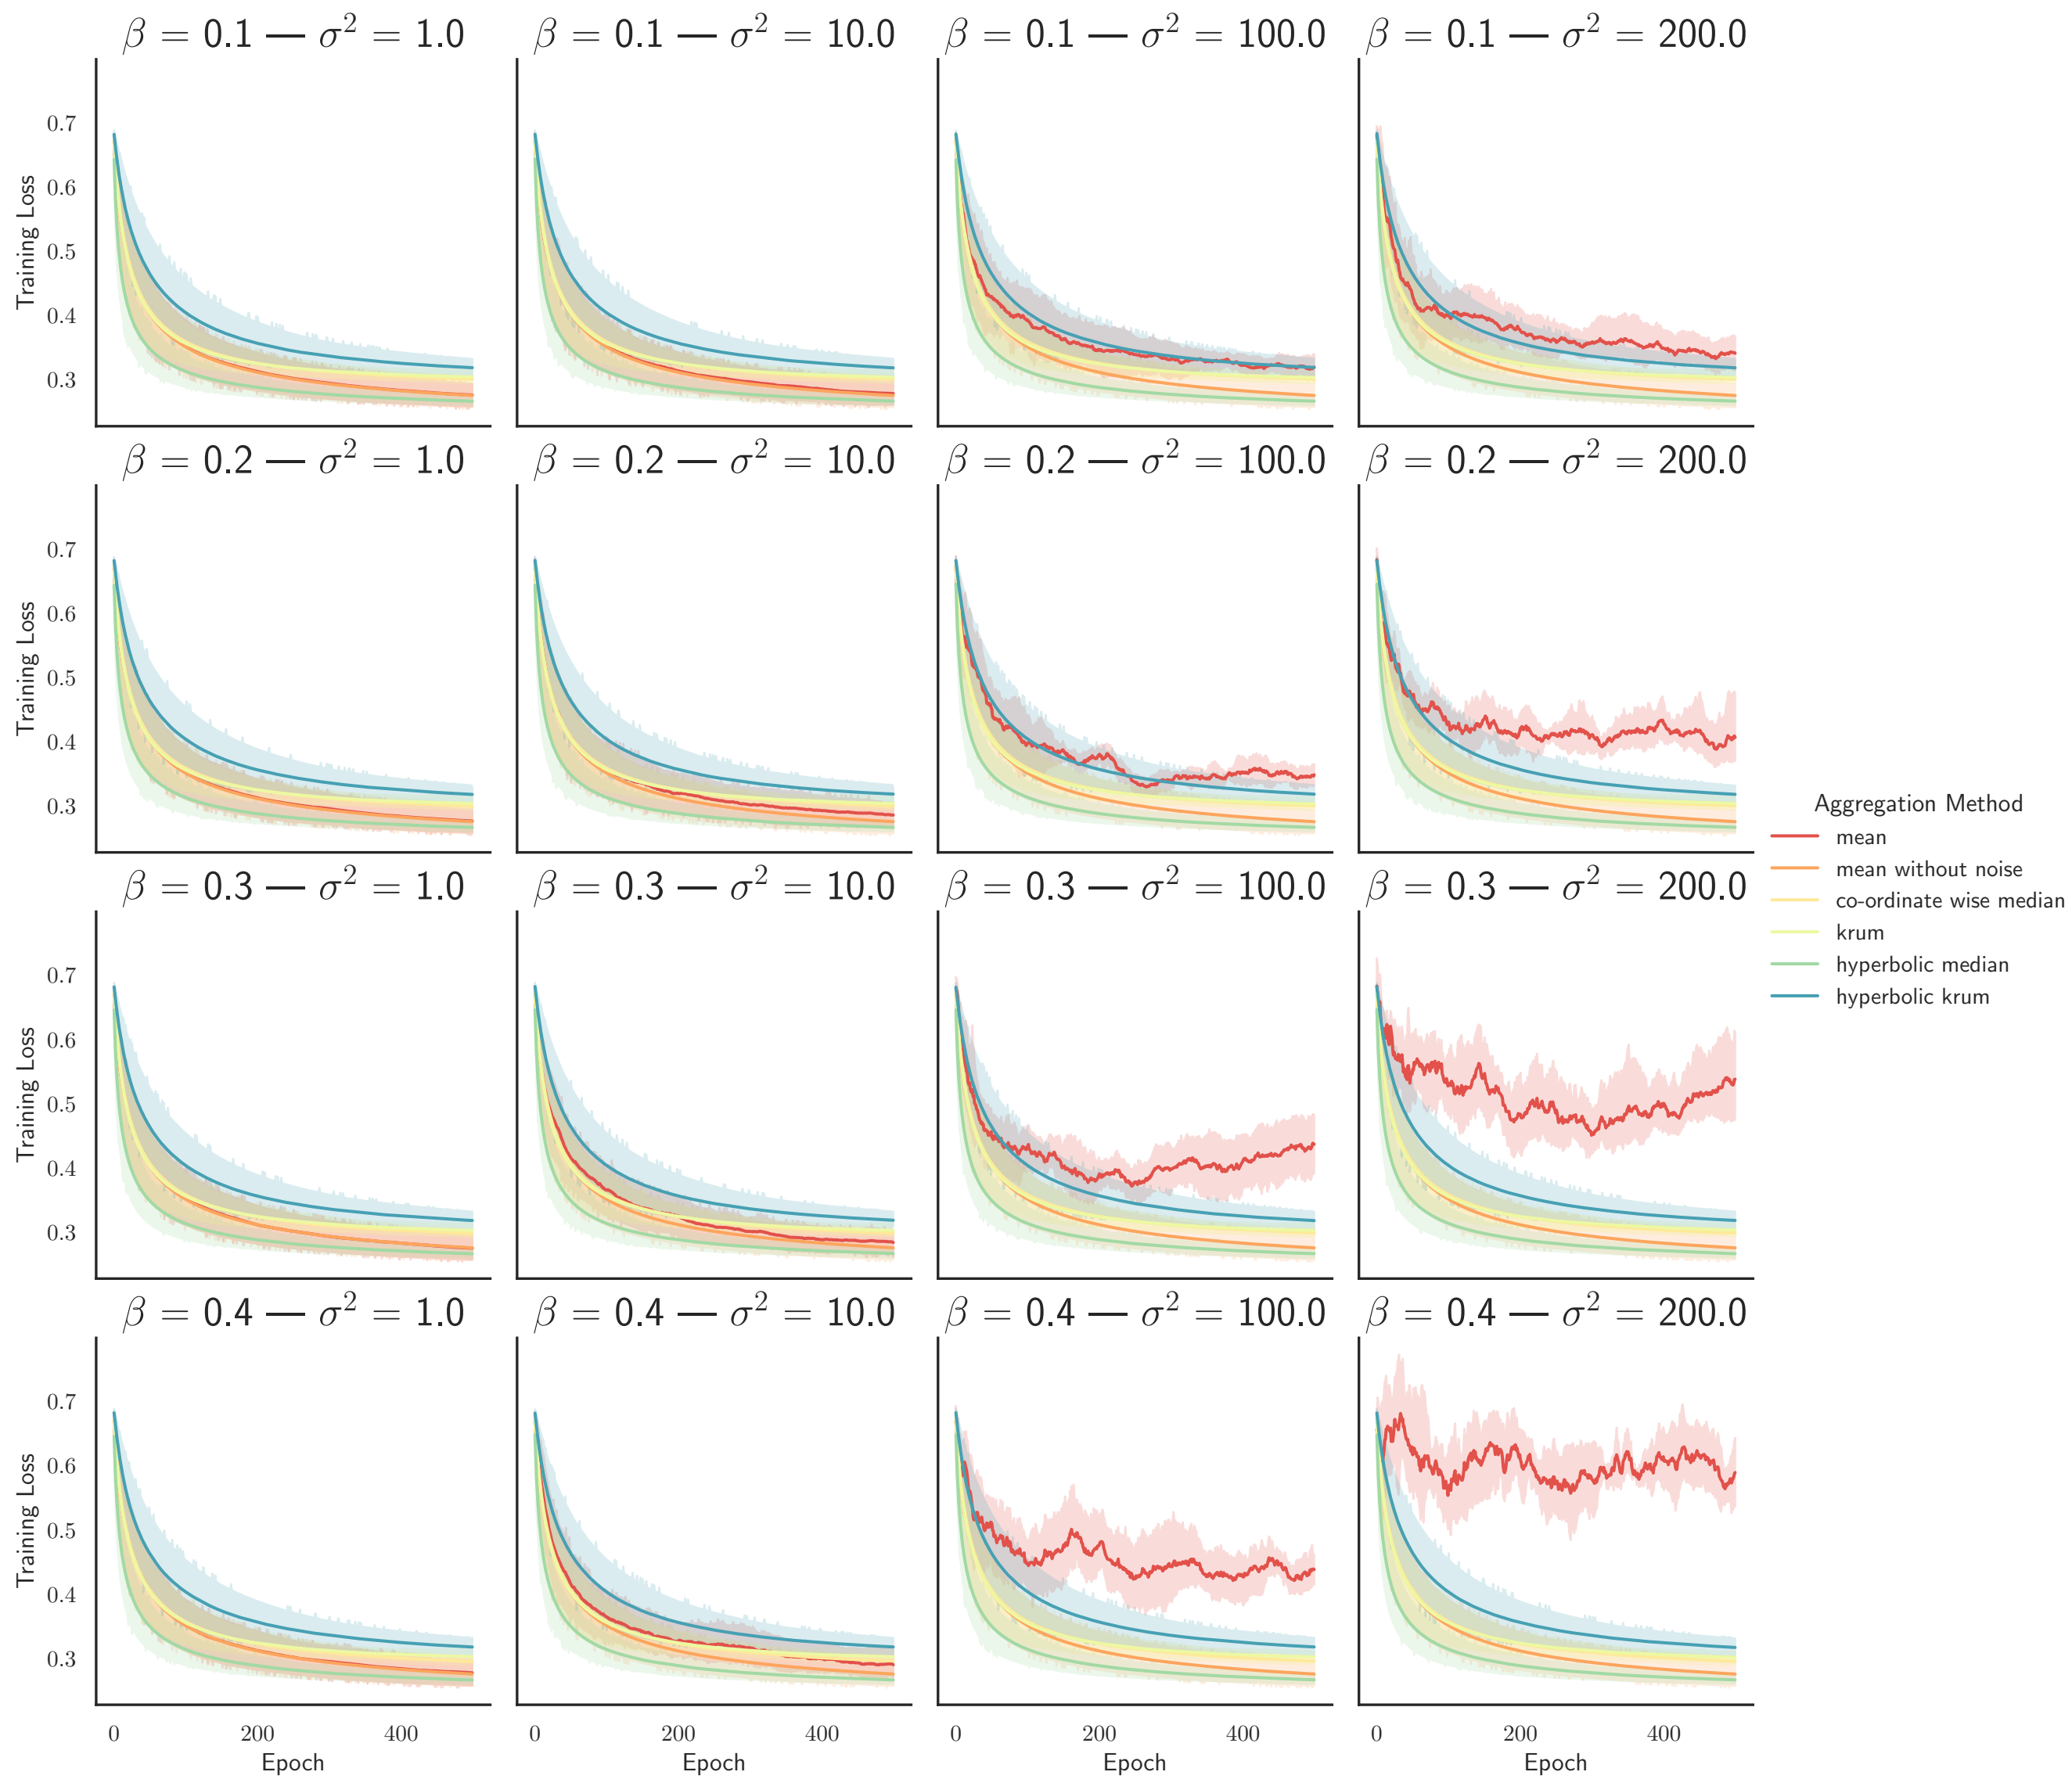 β = 0.1 — σ² = 1.0
β = 0.1 — σ² = 10.0
β = 0.1 — σ² = 100.0
β = 0.1 — σ² = 200.0
Training Loss
0.7
0.6
0.5
0.4
0.3
β = 0.2 — σ² = 1.0
β = 0.2 — σ² = 10.0
β = 0.2 — σ² = 100.0
β = 0.2 — σ² = 200.0
Training Loss
0.7
0.6
0.5
0.4
0.3
β = 0.3 — σ² = 1.0
β = 0.3 — σ² = 10.0
β = 0.3 — σ² = 100.0
β = 0.3 — σ² = 200.0
Training Loss
0.7
0.6
0.5
0.4
0.3
β = 0.4 — σ² = 1.0
β = 0.4 — σ² = 10.0
β = 0.4 — σ² = 100.0
β = 0.4 — σ² = 200.0
Training Loss
0.7
0.6
0.5
0.4
0.3
0 200 400
Epoch
0 200 400
Epoch
0 200 400
Epoch
0 200 400
Epoch
Aggregation Method
mean
mean without noise
co-ordinate wise median
krum
hyperbolic median
hyperbolic krum